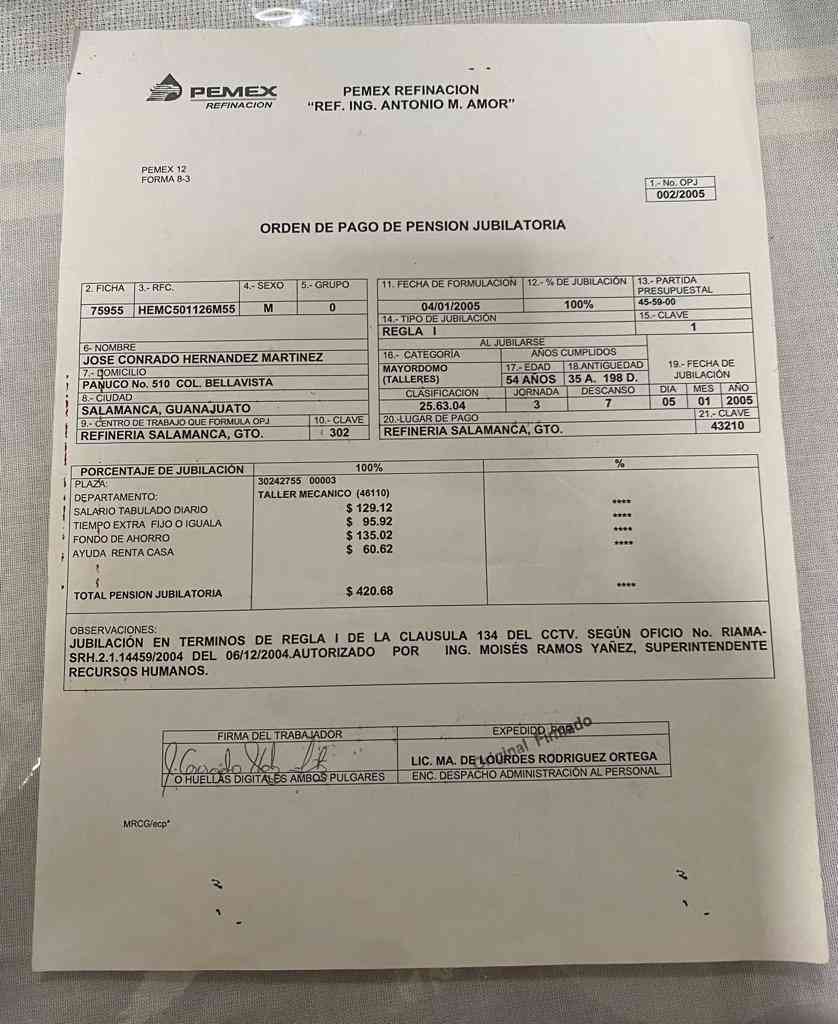 PEMEX
REFINACION
PEMEX REFINACION
"REF. ING. ANTONIO M. AMOR"
PEMEX 12
FORMA 8-3
1.- No. OPJ
002/2005
ORDEN DE PAGO DE PENSION JUBILATORIA
2. FICHA 3.- RFC. 4.- SEXO 5.- GRUPO
75955 HEMC501126M55 M 0
6- NOMBRE
JOSE CONRADO HERNANDEZ MARTINEZ
7.- DOMICILIO
PANUCO No. 510 COL. BELLAVISTA
8.- CIUDAD
SALAMANCA, GUANAJUATO
9.- CENTRO DE TRABAJO QUE FORMULA OPJ 10.- CLAVE
REFINERIA SALAMANCA, GTO. 302
11. FECHA DE FORMULACION 12.- % DE JUBILACIÓN 13.- PARTIDA PRESUPUESTAL
04/01/2005 100% 45-59-00
14.- TIPO DE JUBILACIÓN 15.- CLAVE
REGLA I 1
AL JUBILARSE
16.- CATEGORÍA AÑOS CUMPLIDOS
MAYORDOMO (TALLERES) 17.- EDAD 18.ANTIGUEDAD 19.- FECHA DE JUBILACIÓN
54 AÑOS 35 A. 198 D.
CLASIFICACION JORNADA DESCANSO DIA MES AÑO
25.63.04 3 7 05 01 2005
20.-LUGAR DE PAGO 21.- CLAVE
REFINERIA SALAMANCA, GTO. 43210
PORCENTAJE DE JUBILACIÓN 100% %
PLAZA: 30242755 00003
DEPARTAMENTO: TALLER MECANICO (46110)
SALARIO TABULADO DIARIO $ 129.12 ****
TIEMPO EXTRA FIJO O IGUALA $ 95.92 ****
FONDO DE AHORRO $ 135.02 ****
AYUDA RENTA CASA $ 60.62 ****
TOTAL PENSION JUBILATORIA $ 420.68 ****
OBSERVACIONES:
JUBILACIÓN EN TERMINOS DE REGLA I DE LA CLAUSULA 134 DEL CCTV. SEGÚN OFICIO No. RIAMA-
SRH.2.1.14459/2004 DEL 06/12/2004.AUTORIZADO POR ING. MOISÉS RAMOS YAÑEZ, SUPERINTENDENTE
RECURSOS HUMANOS.
FIRMA DEL TRABAJADOR EXPEDIDO POR
Original Firmado
LIC. MA. DE LOURDES RODRIGUEZ ORTEGA
O HUELLAS DIGITALES AMBOS PULGARES ENC. DESPACHO ADMINISTRACIÓN AL PERSONAL
MRCG/ecp*